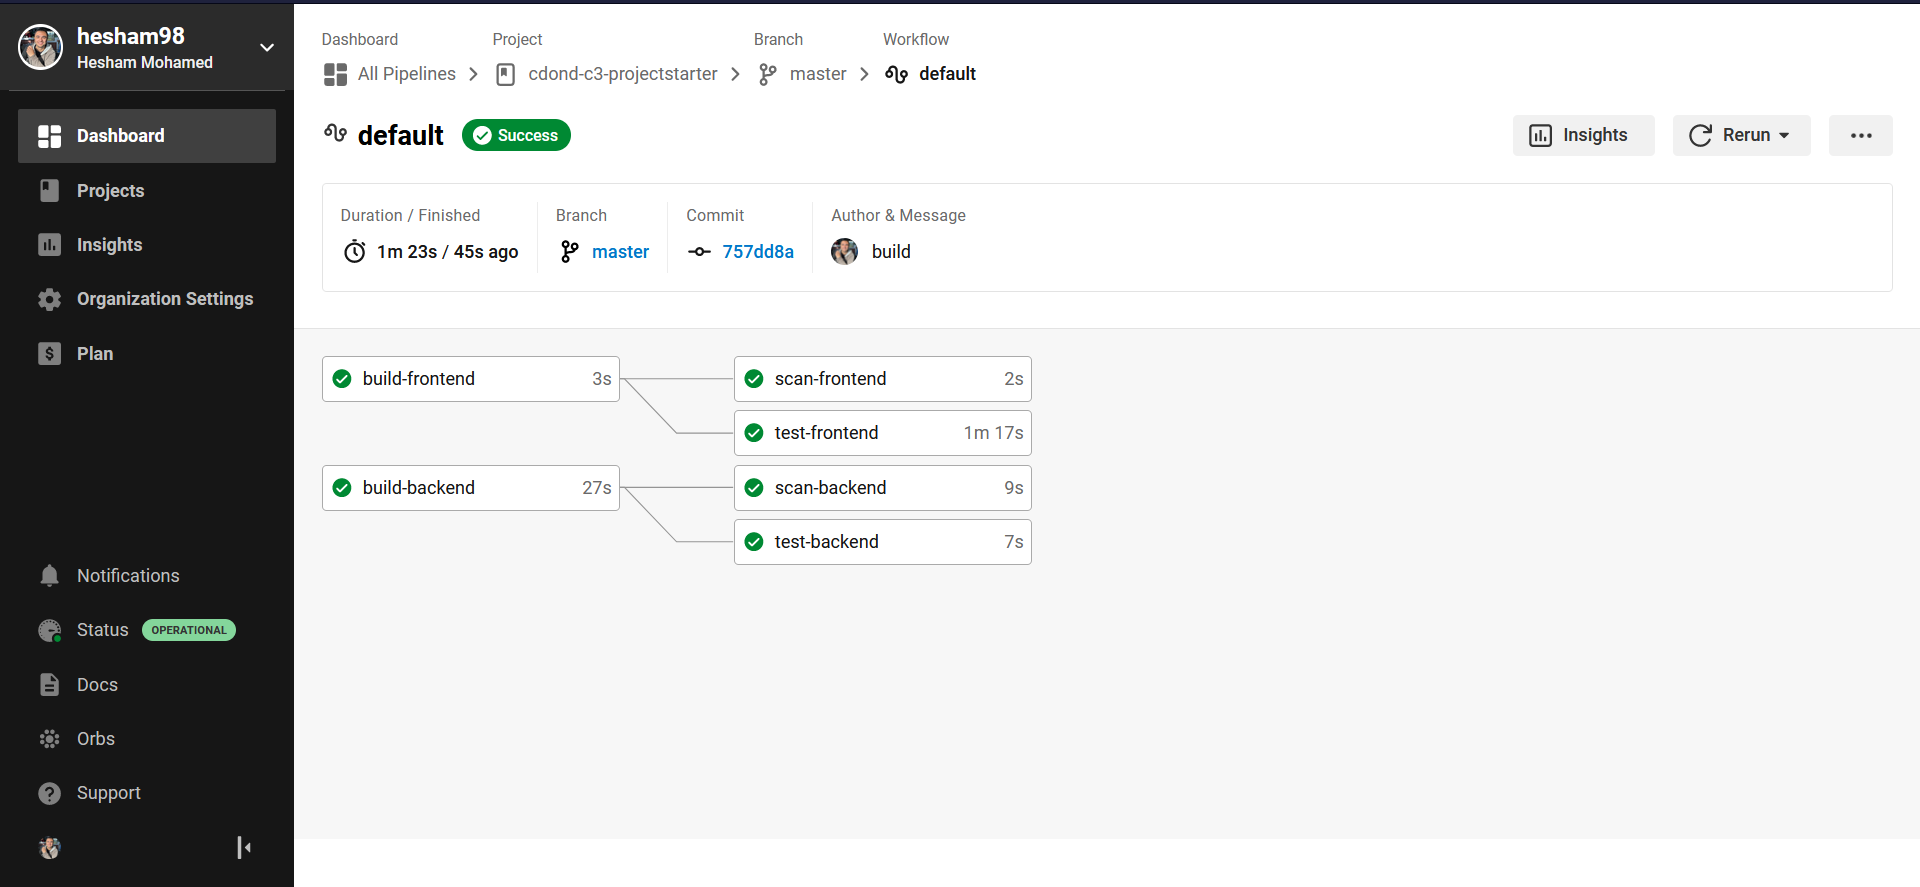 hesham98
Hesham Mohamed
Dashboard
Projects
Insights
Organization Settings
Plan
Notifications
Status OPERATIONAL
Docs
Orbs
Support
Dashboard Project Branch Workflow
All Pipelines cdond-c3-projectstarter master default
default Success Insights Rerun
Duration / Finished Branch Commit Author & Message
1m 23s / 45s ago master 757dd8a build
build-frontend 3s scan-frontend 2s
test-frontend 1m 17s
build-backend 27s scan-backend 9s
test-backend 7s